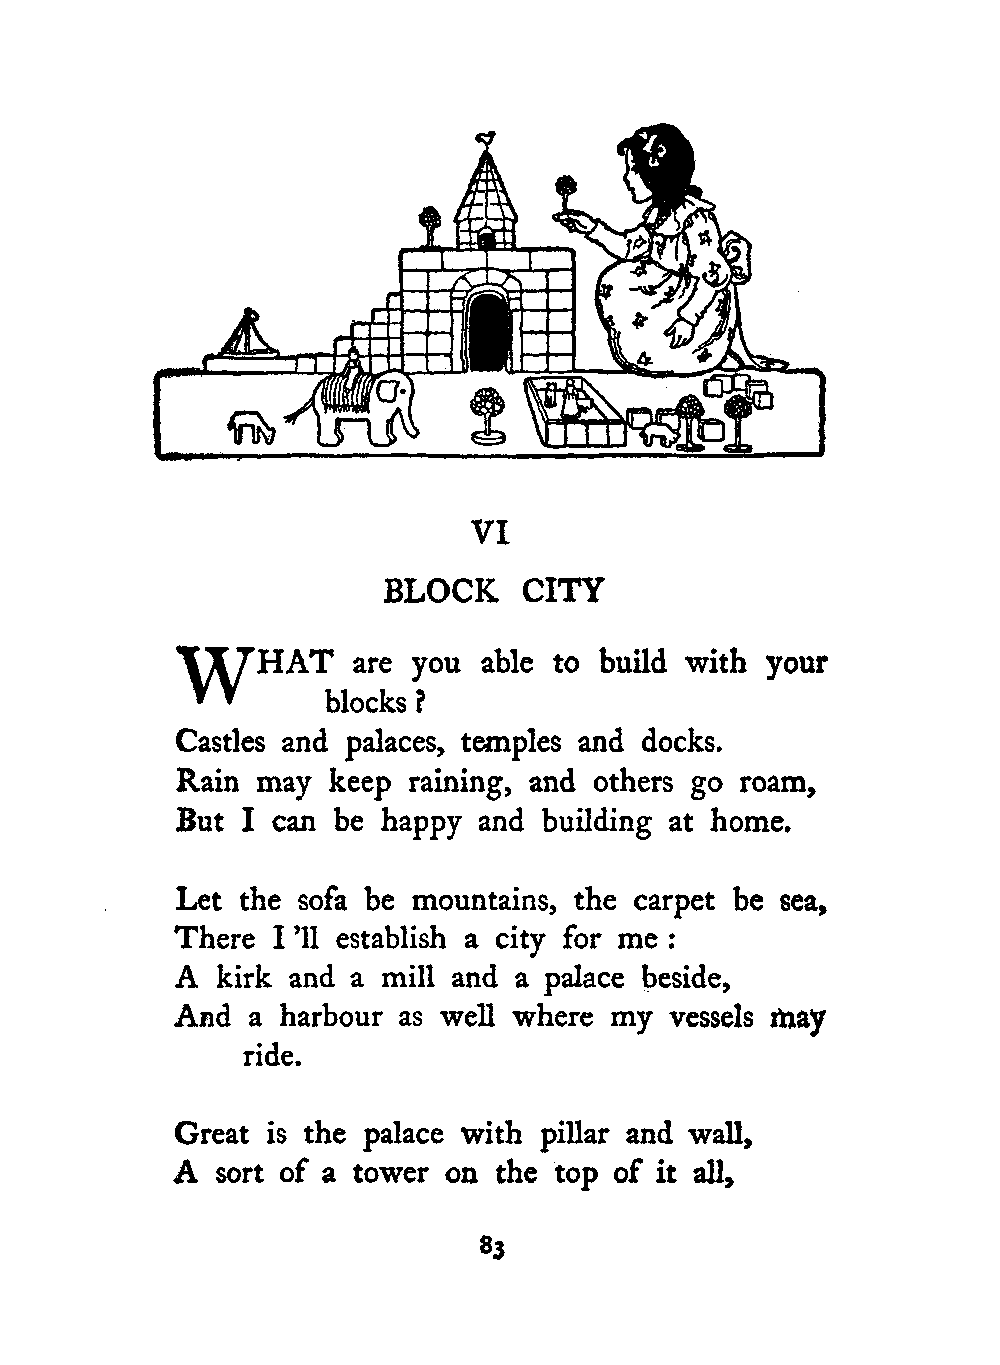 VI
BLOCK CITY
WHAT are you able to build with your
blocks ?
Castles and palaces, temples and docks.
Rain may keep raining, and others go roam,
But I can be happy and building at home.
Let the sofa be mountains, the carpet be sea,
There I 'll establish a city for me :
A kirk and a mill and a palace beside,
And a harbour as well where my vessels may
ride.
Great is the palace with pillar and wall,
A sort of a tower on the top of it all,
83